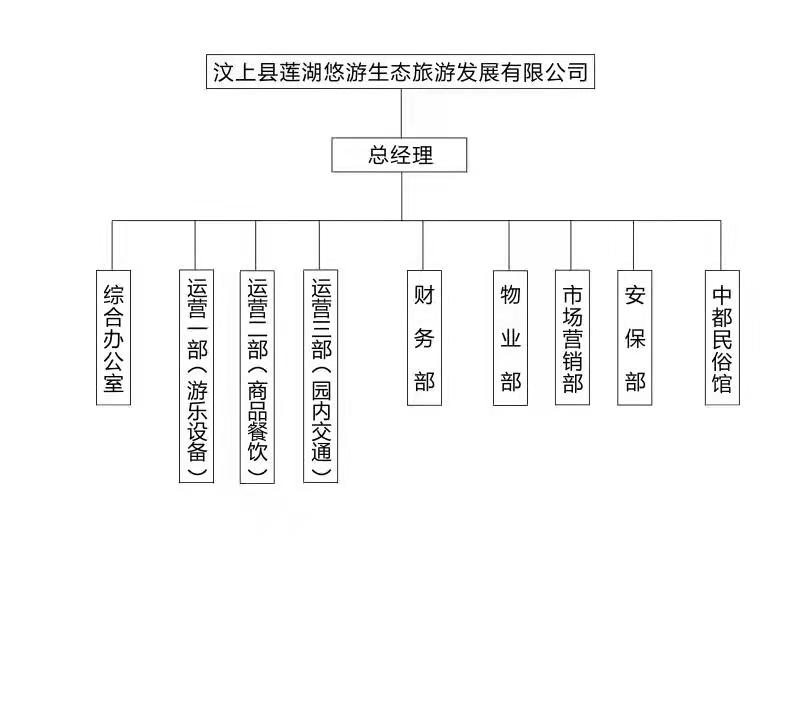 汶上县莲湖悠游生态旅游发展有限公司
总经理
综合办公室
运营一部（游乐设备）
运营二部（商品餐饮）
运营三部（园内交通）
财务部
物业部
市场营销部
安保部
中都民俗馆